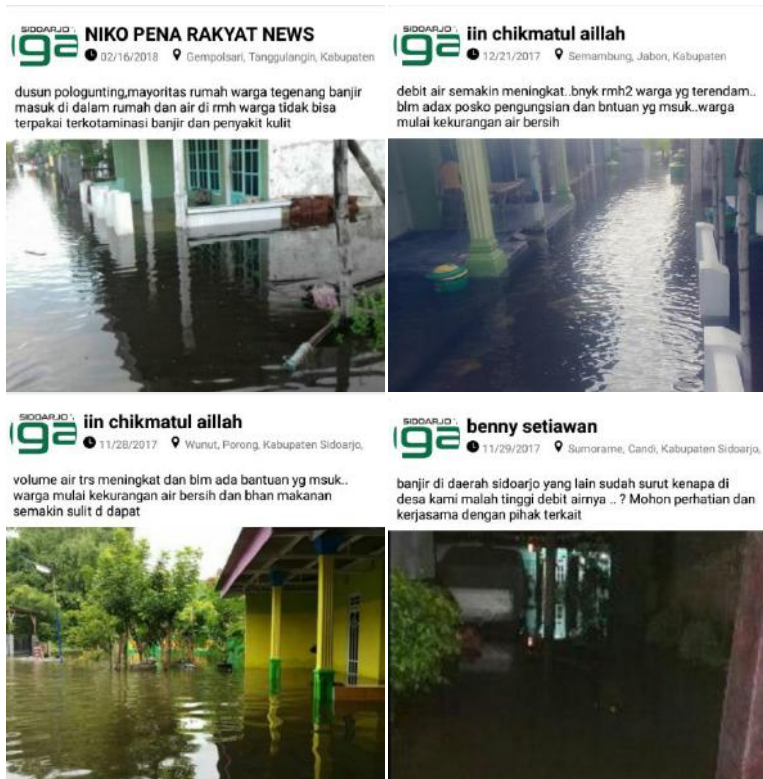 SIDOARJO
ga
NIKO PENA RAKYAT NEWS
02/16/2018 Gempolsari, Tanggulangin, Kabupaten
dusun pologunting,mayoritas rumah warga tegenang banjir
masuk di dalam rumah dan air di rmh warga tidak bisa
terpakai terkotaminasi banjir dan penyakit kulit
SIDOARJO
ga
iin chikmatul aillah
12/21/2017 Semambung, Jabon, Kabupaten
debit air semakin meningkat..bnyk rmh2 warga yg terendam..
blm adax posko pengungsian dan bntuan yg msuk..warga
mulai kekurangan air bersih
SIDOARJO
ga
iin chikmatul aillah
11/28/2017 Wunut, Porong, Kabupaten Sidoarjo,
volume air trs meningkat dan blm ada bantuan yg msuk..
warga mulai kekurangan air bersih dan bhan makanan
semakin sulit d dapat
SIDOARJO
ga
benny setiawan
11/29/2017 Sumorame, Candi, Kabupaten Sidoarjo,
banjir di daerah sidoarjo yang lain sudah surut kenapa di
desa kami malah tinggi debit airnya .. ? Mohon perhatian dan
kerjasama dengan pihak terkait